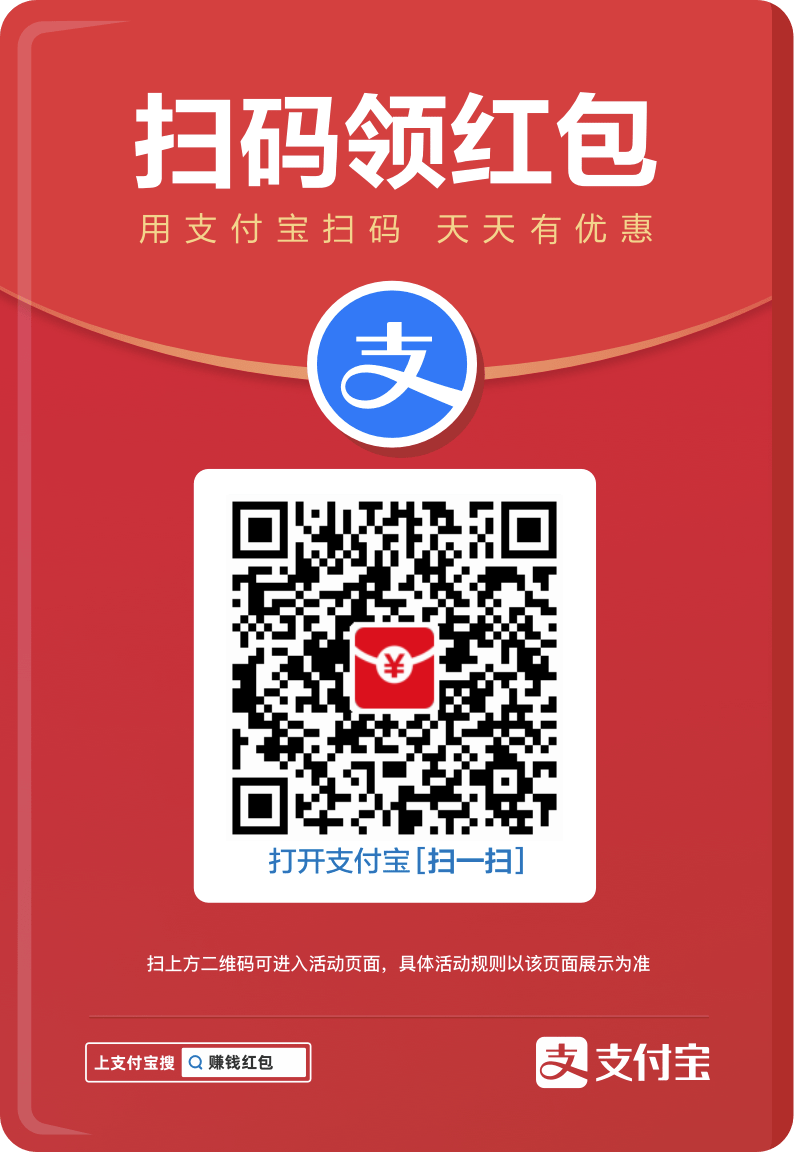 扫码领红包
用支付宝扫码 天天有优惠
支
¥
打开支付宝[扫一扫]
扫上方二维码可进入活动页面，具体活动规则以该页面展示为准
上支付宝搜 赚钱红包
支 支付宝